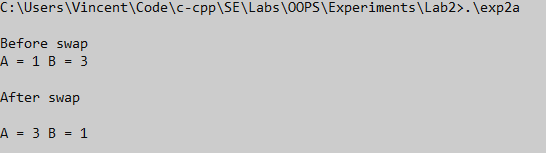 C:\Users\Vincent\Code\c-cpp\SE\Labs\OOPS\Experiments\Lab2>.\exp2a
Before swap
A = 1 B = 3
After swap
A = 3 B = 1